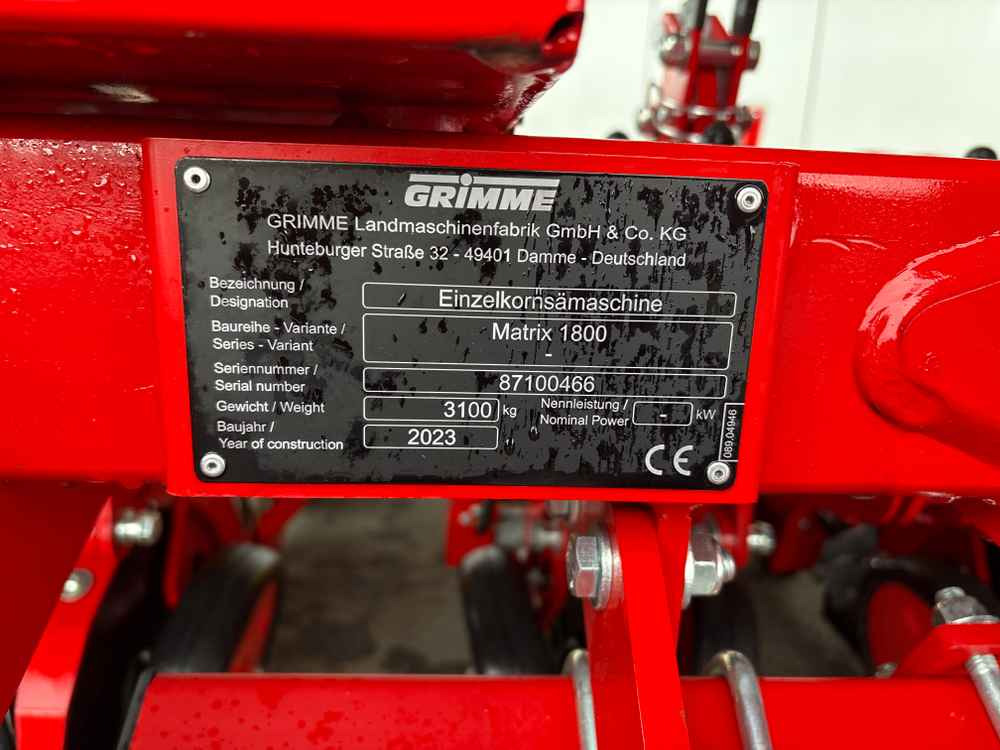 GRIMME
GRIMME Landmaschinenfabrik GmbH & Co. KG
Hunteburger Straße 32 - 49401 Damme - Deutschland
Bezeichnung /
Designation
Einzelkornsämaschine
Baureihe - Variante /
Series - Variant
Matrix 1800
-
Seriennummer /
Serial number
87100466
Gewicht / Weight
3100 kg
Nennleistung /
Nominal Power
- kW
Baujahr /
Year of construction
2023
CE
089.04946